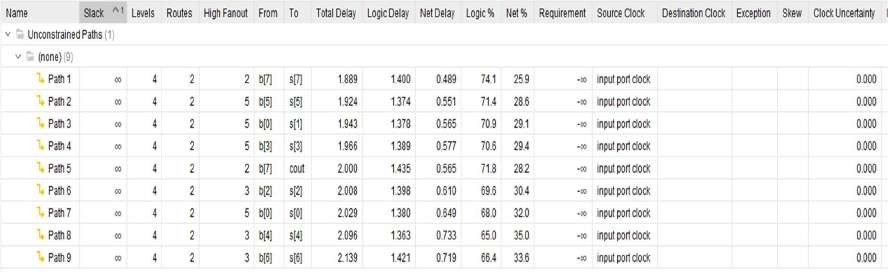 Name Slack ^1 Levels Routes High Fanout From To Total Delay Logic Delay Net Delay Logic % Net % Requirement Source Clock Destination Clock Exception Skew Clock Uncertainty
Unconstrained Paths (1)
(none) (9)
Path 1 ∞ 4 2 2 b[7] s[7] 1.889 1.400 0.489 74.1 25.9 -∞ input port clock 0.000
Path 2 ∞ 4 2 5 b[5] s[5] 1.924 1.374 0.551 71.4 28.6 -∞ input port clock 0.000
Path 3 ∞ 4 2 5 b[0] s[1] 1.943 1.378 0.565 70.9 29.1 -∞ input port clock 0.000
Path 4 ∞ 4 2 5 b[3] s[3] 1.966 1.389 0.577 70.6 29.4 -∞ input port clock 0.000
Path 5 ∞ 4 2 2 b[7] cout 2.000 1.435 0.565 71.8 28.2 -∞ input port clock 0.000
Path 6 ∞ 4 2 3 b[2] s[2] 2.008 1.398 0.610 69.6 30.4 -∞ input port clock 0.000
Path 7 ∞ 4 2 5 b[0] s[0] 2.029 1.380 0.649 68.0 32.0 -∞ input port clock 0.000
Path 8 ∞ 4 2 3 b[4] s[4] 2.096 1.363 0.733 65.0 35.0 -∞ input port clock 0.000
Path 9 ∞ 4 2 3 b[6] s[6] 2.139 1.421 0.719 66.4 33.6 -∞ input port clock 0.000